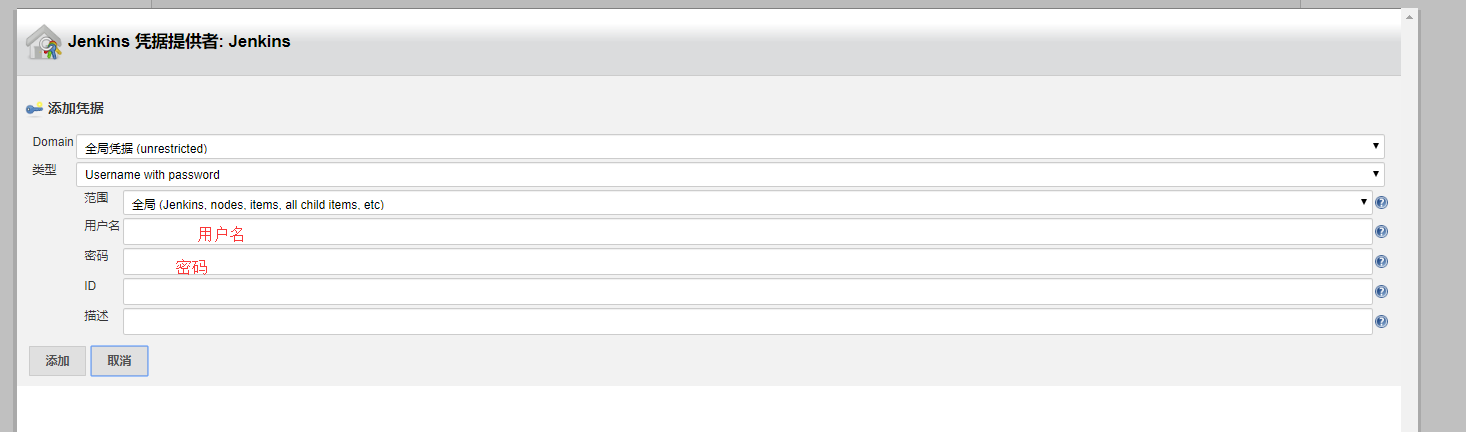 Jenkins 凭据提供者: Jenkins
添加凭据
Domain 全局凭据 (unrestricted)
类型 Username with password
范围 全局 (Jenkins, nodes, items, all child items, etc)
用户名 用户名
密码 密码
ID
描述
添加 取消